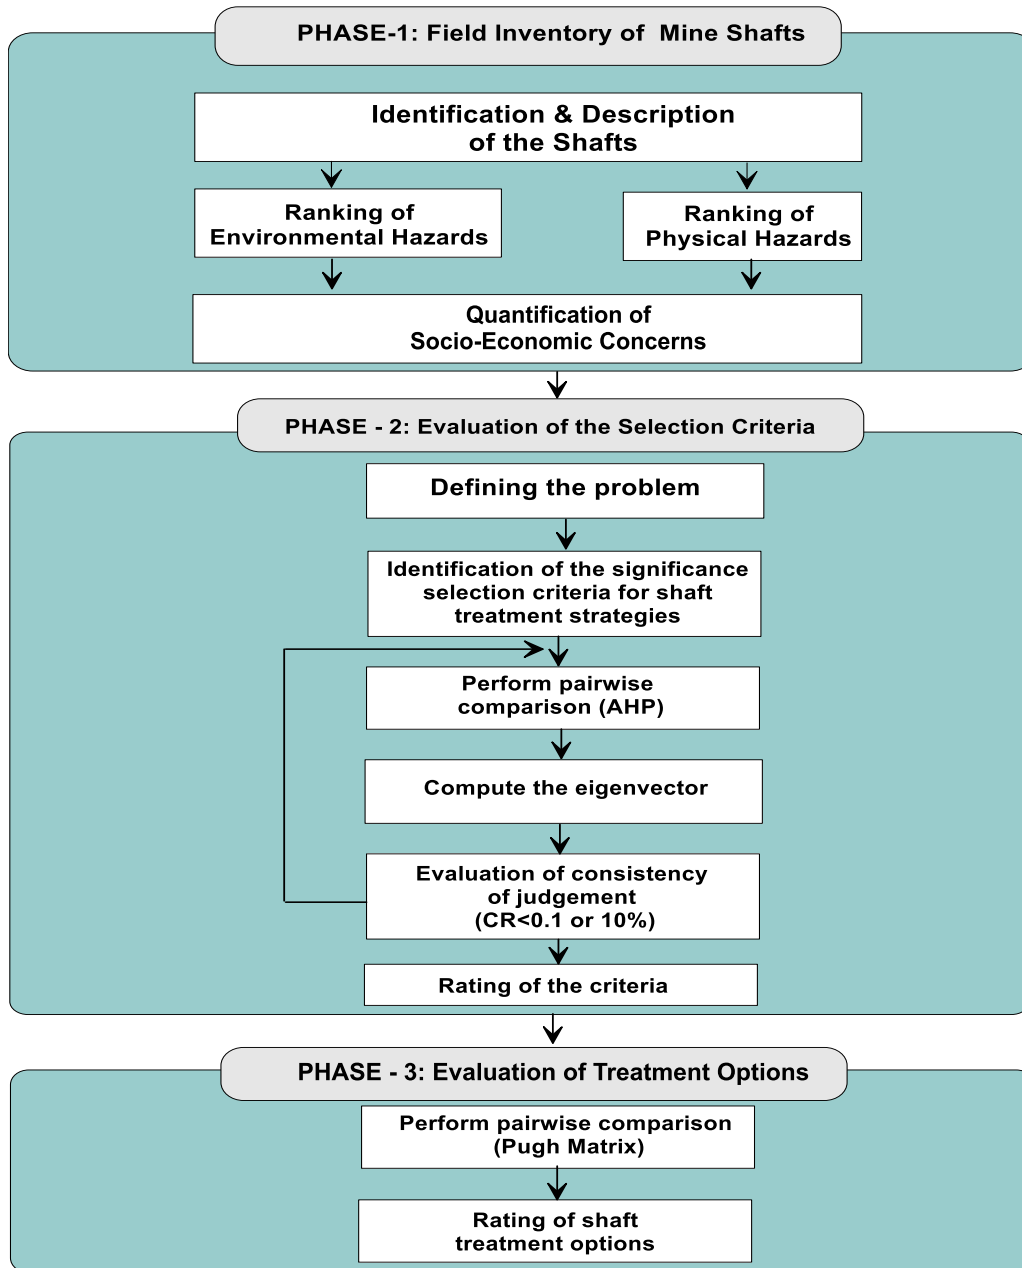 PHASE-1: Field Inventory of Mine Shafts
Identification & Description
of the Shafts
Ranking of
Environmental Hazards
Ranking of
Physical Hazards
Quantification of
Socio-Economic Concerns
PHASE - 2: Evaluation of the Selection Criteria
Defining the problem
Identification of the significance
selection criteria for shaft
treatment strategies
Perform pairwise
comparison (AHP)
Compute the eigenvector
Evaluation of consistency
of judgement
(CR<0.1 or 10%)
Rating of the criteria
PHASE - 3: Evaluation of Treatment Options
Perform pairwise comparison
(Pugh Matrix)
Rating of shaft
treatment options